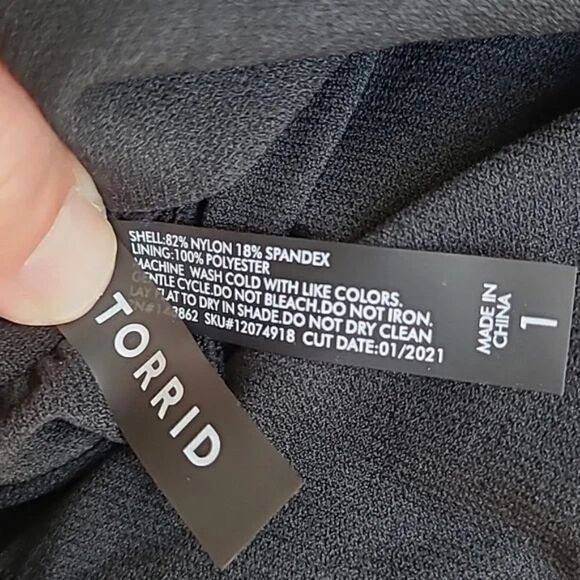 SHELL:82% NYLON 18% SPANDEX
LINING:100% POLYESTER
MACHINE WASH COLD WITH LIKE COLORS.
GENTLE CYCLE.DO NOT BLEACH.DO NOT IRON.
LAY FLAT TO DRY IN SHADE.DO NOT DRY CLEAN
SKU#12074918 CUT DATE:01/2021
MADE IN
CHINA
1
TORRID